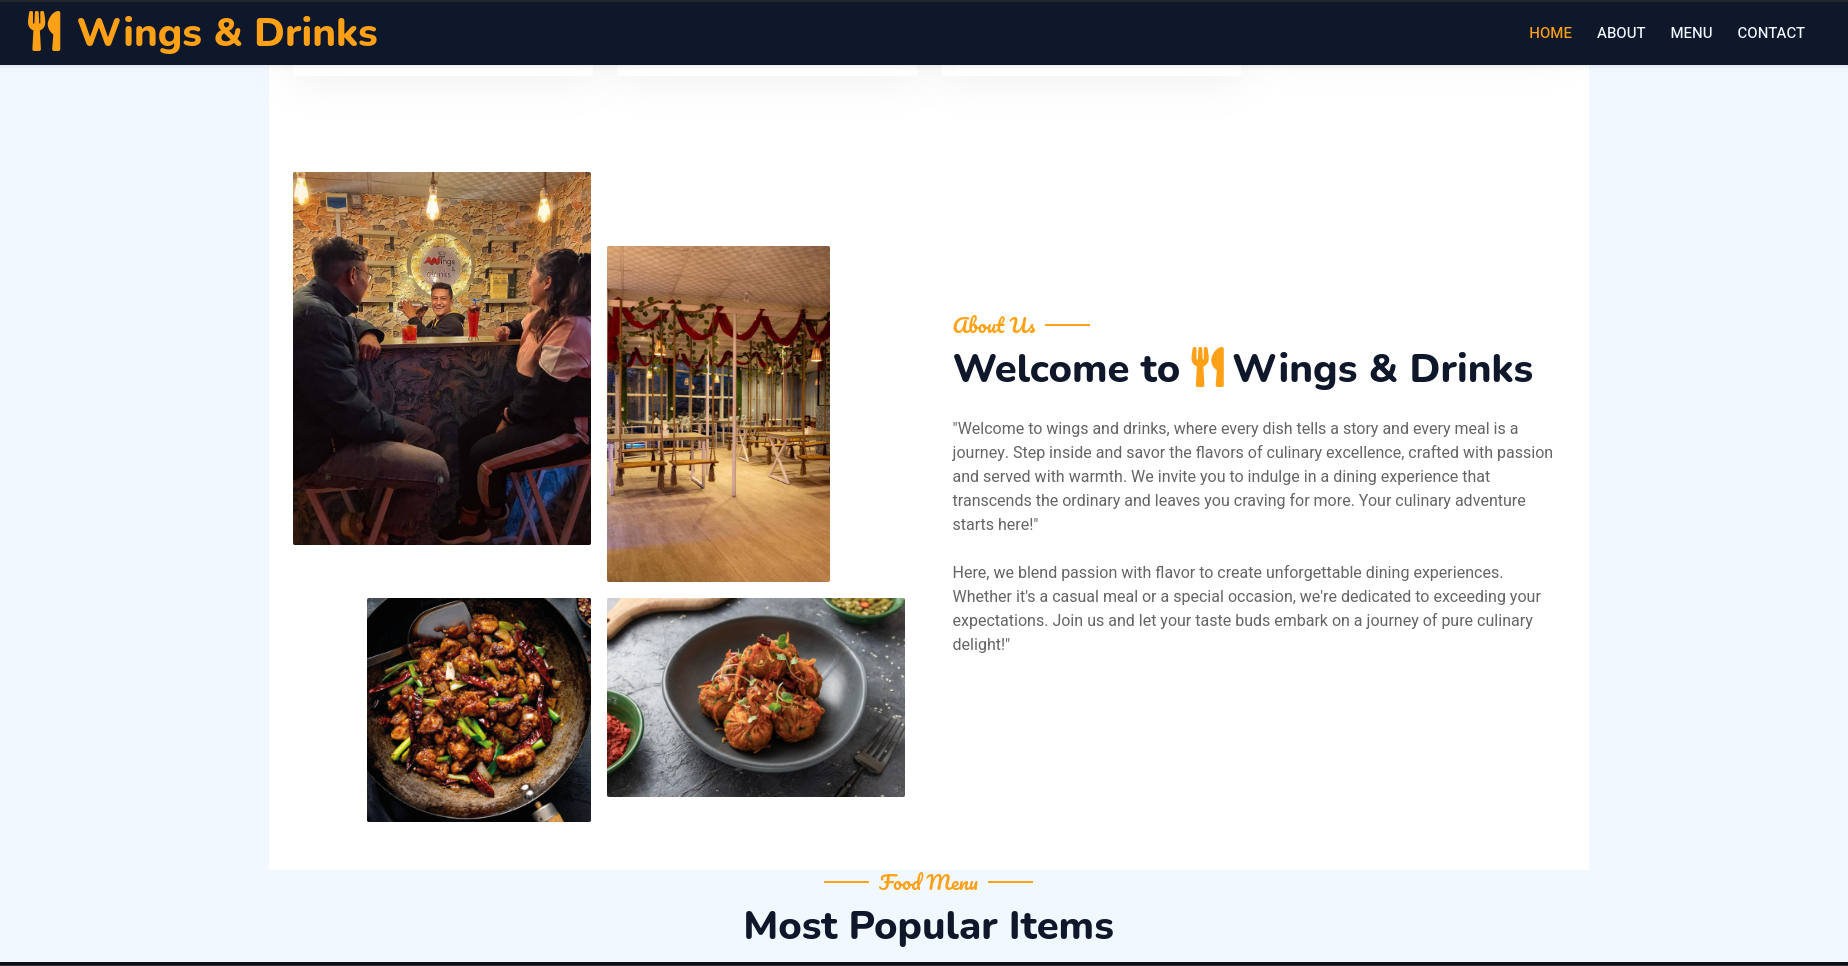 Wings & Drinks
HOME ABOUT MENU CONTACT
Wings
&
drinks
About Us
Welcome to Wings & Drinks
"Welcome to wings and drinks, where every dish tells a story and every meal is a
journey. Step inside and savor the flavors of culinary excellence, crafted with passion
and served with warmth. We invite you to indulge in a dining experience that
transcends the ordinary and leaves you craving for more. Your culinary adventure
starts here!"
Here, we blend passion with flavor to create unforgettable dining experiences.
Whether it's a casual meal or a special occasion, we're dedicated to exceeding your
expectations. Join us and let your taste buds embark on a journey of pure culinary
delight!"
Food Menu
Most Popular Items